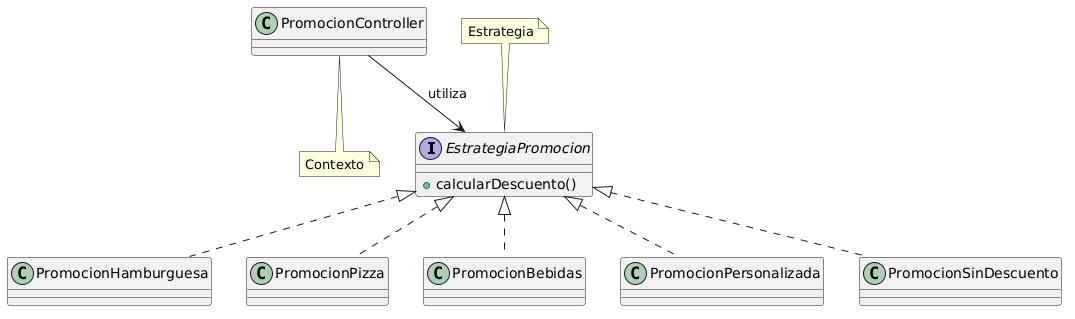 C PromocionController
Estrategia
utiliza
Contexto
I EstrategiaPromocion
calcularDescuento()
C PromocionHamburguesa
C PromocionPizza
C PromocionBebidas
C PromocionPersonalizada
C PromocionSinDescuento